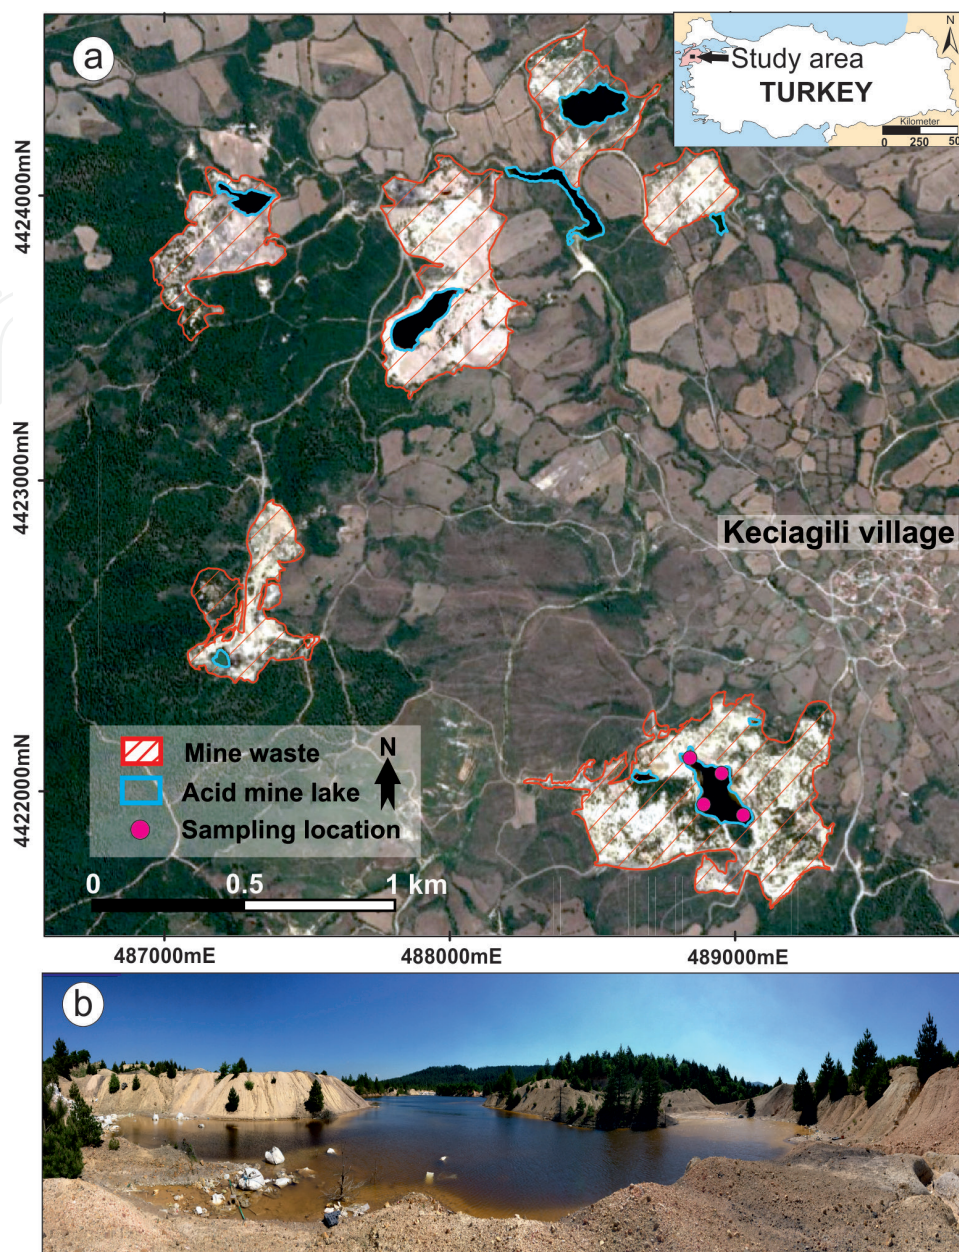 a
N
Study area
TURKEY
Kilometer
0 250 50
4424000mN
4423000mN
4422000mN
Keciagili village
Mine waste
N
Acid mine lake
Sampling location
0 0.5 1 km
487000mE 488000mE 489000mE
b